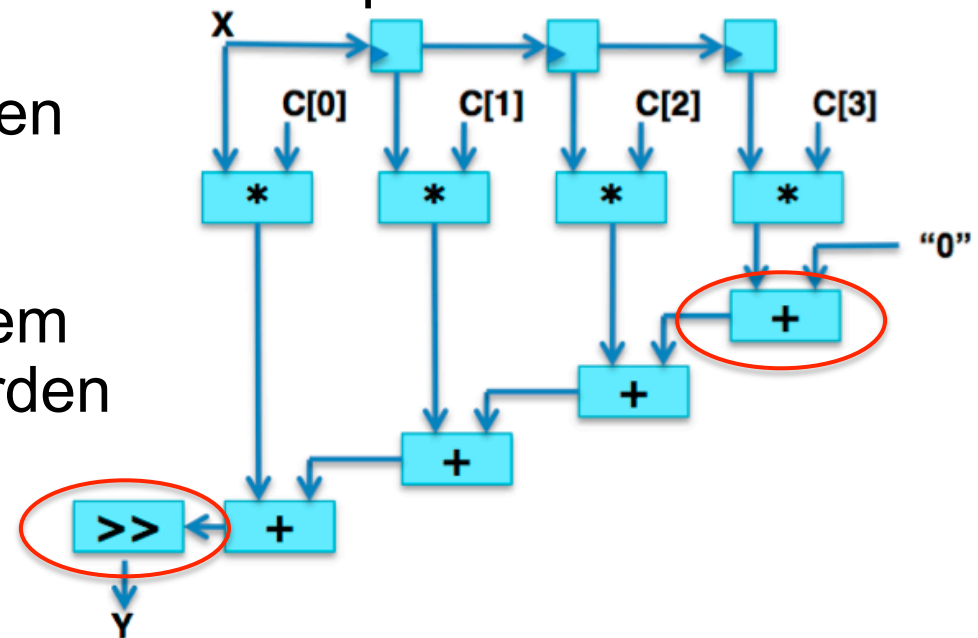 X
C[0] C[1] C[2] C[3]
en
* * * *
“0”
em
+
rden
+
+
>> +
Y